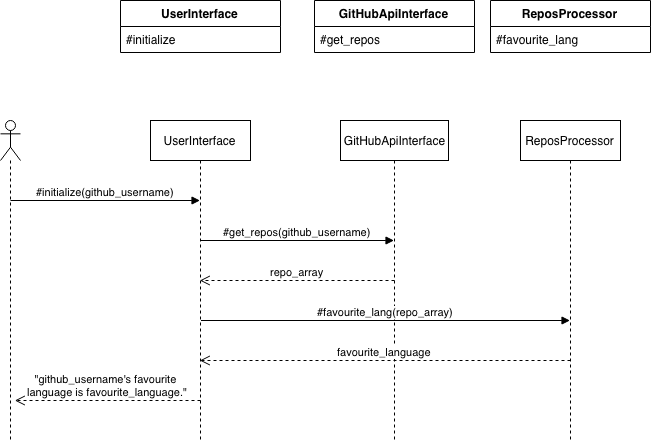 UserInterface
#initialize
GitHubApiInterface
#get_repos
ReposProcessor
#favourite_lang
UserInterface
GitHubApiInterface
ReposProcessor
#initialize(github_username)
#get_repos(github_username)
repo_array
#favourite_lang(repo_array)
favourite_language
"github_username's favourite
language is favourite_language."